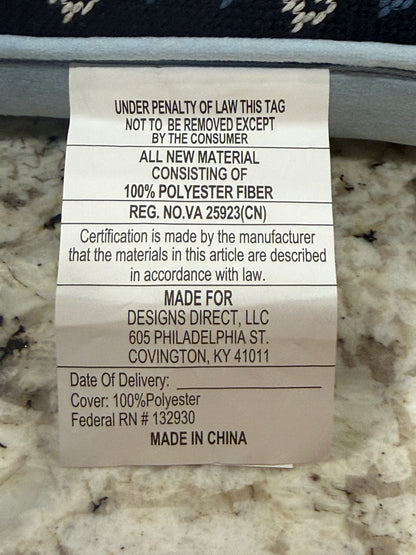 UNDER PENALTY OF LAW THIS TAG
NOT TO BE REMOVED EXCEPT
BY THE CONSUMER
ALL NEW MATERIAL
CONSISTING OF
100% POLYESTER FIBER
REG. NO.VA 25923(CN)
Certification is made by the manufacturer
that the materials in this article are described
in accordance with law.
MADE FOR
DESIGNS DIRECT, LLC
605 PHILADELPHIA ST.
COVINGTON, KY 41011
Date Of Delivery:
Cover: 100%Polyester
Federal RN # 132930
MADE IN CHINA